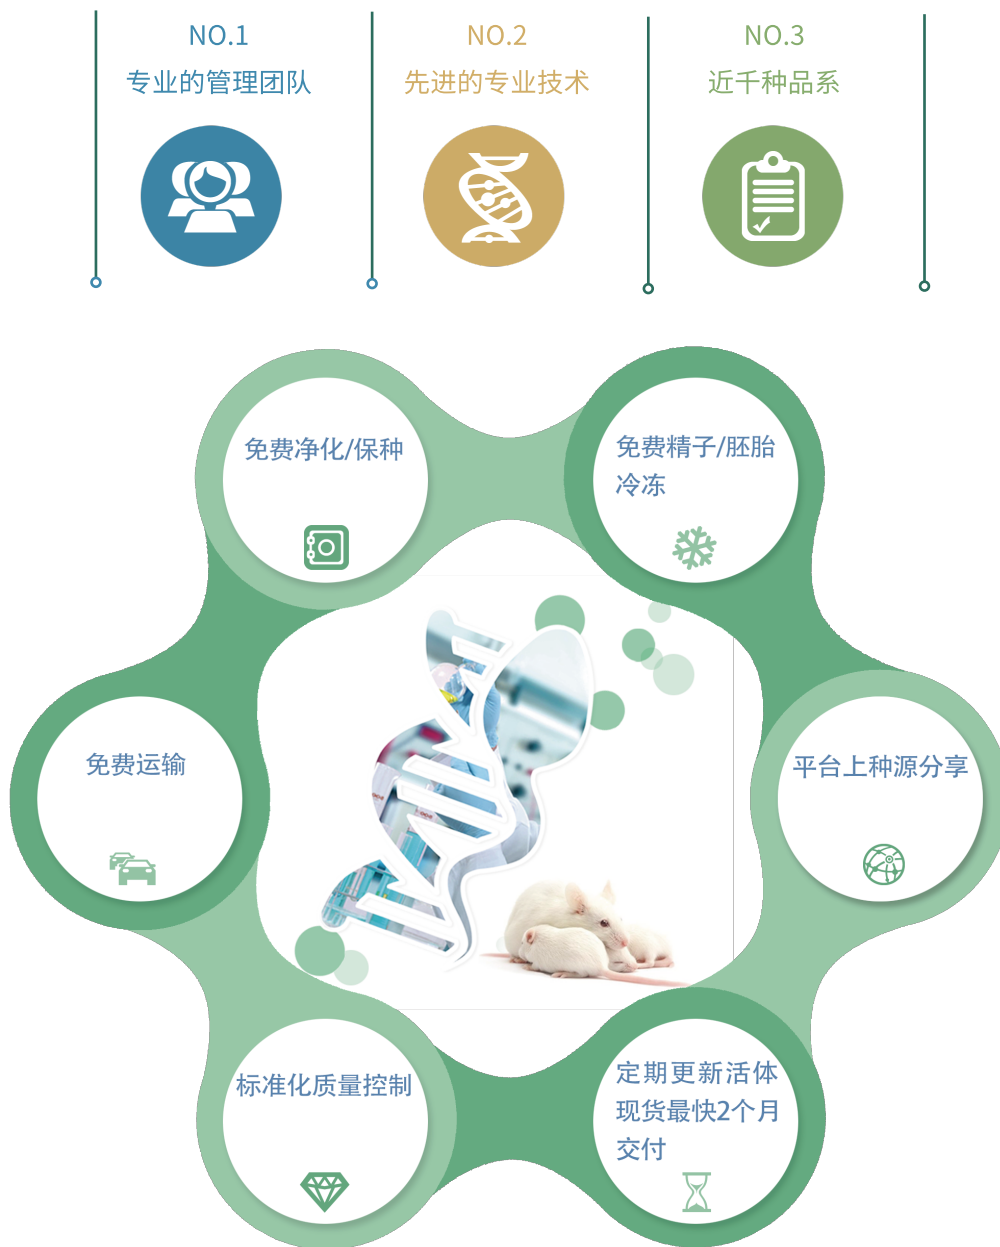 NO.1
专业的管理团队
NO.2
先进的专业技术
NO.3
近千种品系
免费净化/保种
免费精子/胚胎
冷冻
免费运输
平台上种源分享
标准化质量控制
定期更新活体
现货最快2个月
交付